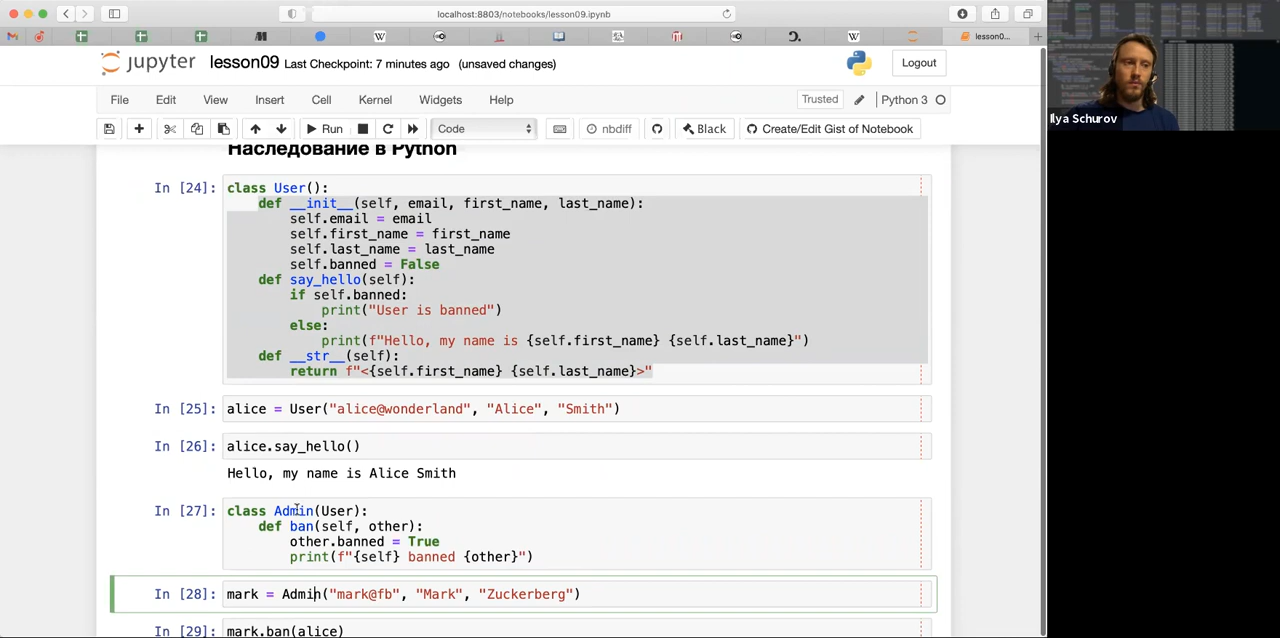 localhost:8803/notebooks/lesson09.ipynb
lesson0...
jupyter lesson09 Last Checkpoint: 7 minutes ago (unsaved changes)
Logout
File Edit View Insert Cell Kernel Widgets Help
Trusted
Python 3
Run
Code
nbdiff
Black
Create/Edit Gist of Notebook
Ilya Schurov
Наследование в Python
In [24]: class User():
def __init__(self, email, first_name, last_name):
self.email = email
self.first_name = first_name
self.last_name = last_name
self.banned = False
def say_hello(self):
if self.banned:
print("User is banned")
else:
print(f"Hello, my name is {self.first_name} {self.last_name}")
def __str__(self):
return f"<{self.first_name} {self.last_name}>"
In [25]: alice = User("alice@wonderland", "Alice", "Smith")
In [26]: alice.say_hello()
Hello, my name is Alice Smith
In [27]: class Admin(User):
def ban(self, other):
other.banned = True
print(f"{self} banned {other}")
In [28]: mark = Admin("mark@fb", "Mark", "Zuckerberg")
In [29]: mark.ban(alice)